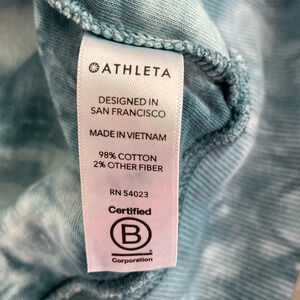 ATHLETA
DESIGNED IN
SAN FRANCISCO
MADE IN VIETNAM
98% COTTON
2% OTHER FIBER
RN 54023
Certified
B
Corporation